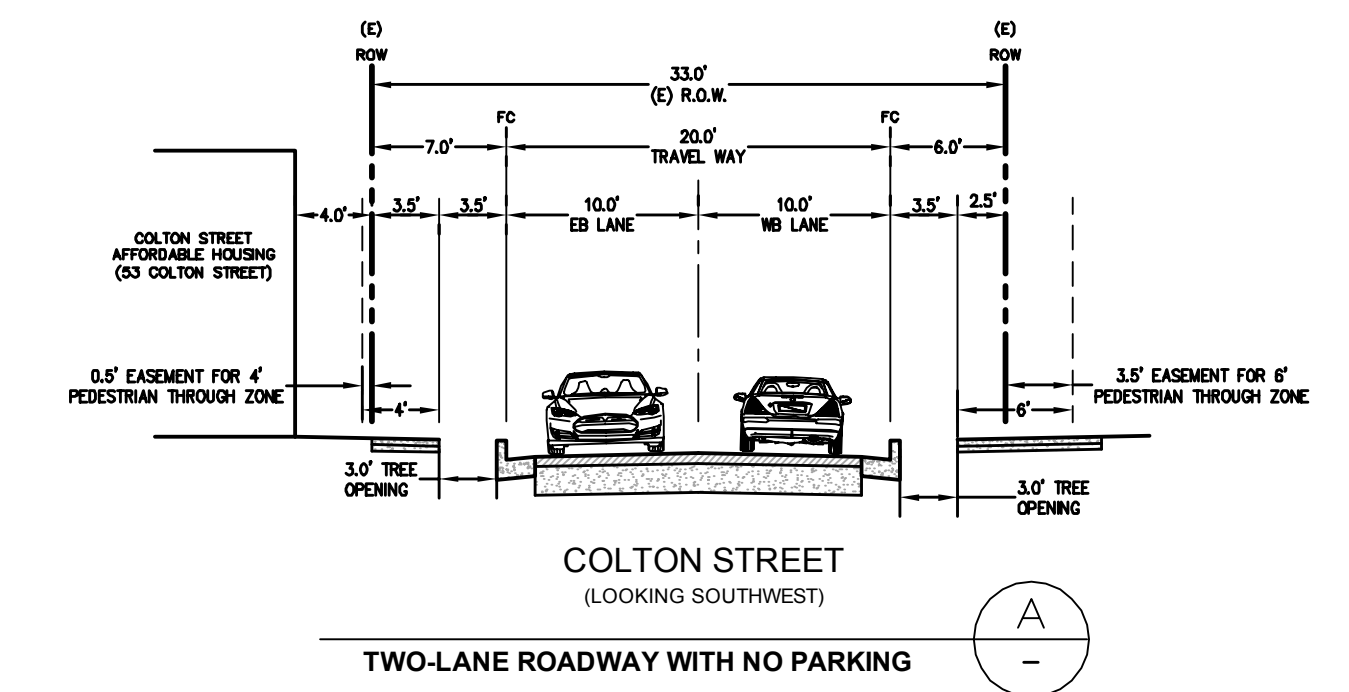 (E)
ROW
(E)
ROW
33.0'
(E) R.O.W.
FC
FC
7.0'
20.0'
TRAVEL WAY
6.0'
4.0'
3.5'
3.5'
10.0'
EB LANE
10.0'
WB LANE
3.5'
2.5'
COLTON STREET
AFFORDABLE HOUSING
(53 COLTON STREET)
0.5' EASEMENT FOR 4'
PEDESTRIAN THROUGH ZONE
3.5' EASEMENT FOR 6'
PEDESTRIAN THROUGH ZONE
4'
6'
3.0' TREE
OPENING
3.0' TREE
OPENING
COLTON STREET
(LOOKING SOUTHWEST)
A
-
TWO-LANE ROADWAY WITH NO PARKING